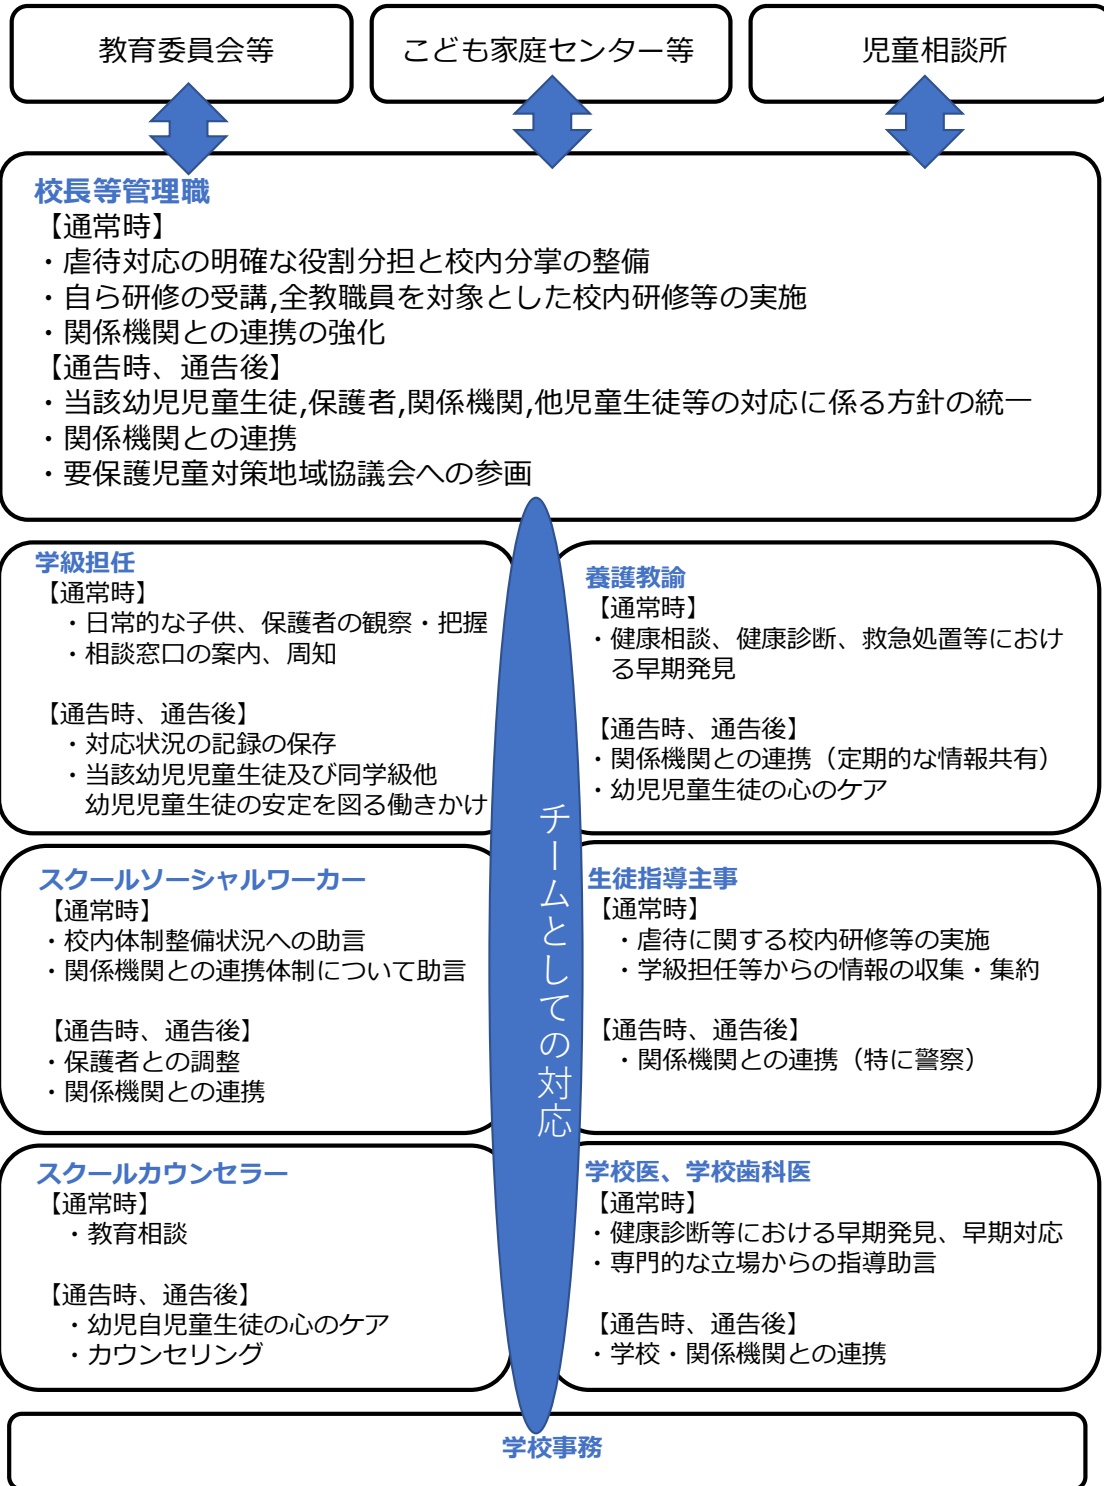 教育委員会等
こども家庭センター等
児童相談所
校長等管理職
【通常時】
・虐待対応の明確な役割分担と校内分掌の整備
・自ら研修の受講,全教職員を対象とした校内研修等の実施
・関係機関との連携の強化
【通告時、通告後】
・当該幼児児童生徒,保護者,関係機関,他児童生徒等の対応に係る方針の統一
・関係機関との連携
・要保護児童対策地域協議会への参画
学級担任
【通常時】
・日常的な子供、保護者の観察・把握
・相談窓口の案内、周知
【通告時、通告後】
・対応状況の記録の保存
・当該幼児児童生徒及び同学級他
幼児児童生徒の安定を図る働きかけ
養護教諭
【通常時】
・健康相談、健康診断、救急処置等におけ
る早期発見
【通告時、通告後】
・関係機関との連携（定期的な情報共有）
・幼児児童生徒の心のケア
チームとしての対応
スクールソーシャルワーカー
【通常時】
・校内体制整備状況への助言
・関係機関との連携体制について助言
【通告時、通告後】
・保護者との調整
・関係機関との連携
生徒指導主事
【通常時】
・虐待に関する校内研修等の実施
・学級担任等からの情報の収集・集約
【通告時、通告後】
・関係機関との連携（特に警察）
スクールカウンセラー
【通常時】
・教育相談
【通告時、通告後】
・幼児自児童生徒の心のケア
・カウンセリング
学校医、学校歯科医
【通常時】
・健康診断等における早期発見、早期対応
・専門的な立場からの指導助言
【通告時、通告後】
・学校・関係機関との連携
学校事務